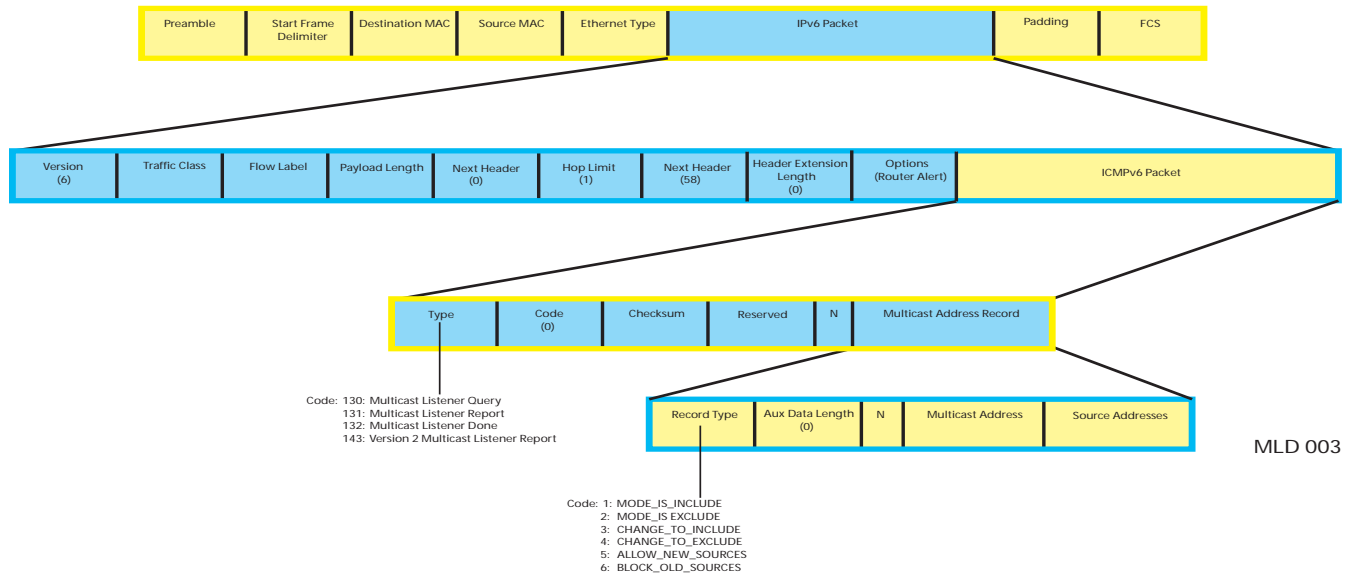 Preamble
Start Frame
Delimiter
Destination MAC
Source MAC
Ethernet Type
IPv6 Packet
Padding
FCS
Version
(6)
Traffic Class
Flow Label
Payload Length
Next Header
(0)
Hop Limit
(1)
Next Header
(58)
Header Extension
Length
(0)
Options
(Router Alert)
ICMPv6 Packet
Type
Code
(0)
Checksum
Reserved
N
Multicast Address Record
Code: 130: Multicast Listener Query
131: Multicast Listener Report
132: Multicast Listener Done
143: Version 2 Multicast Listener Report
Record Type
Aux Data Length
(0)
N
Multicast Address
Source Addresses
MLD 003
Code: 1: MODE_IS_INCLUDE
2: MODE_IS EXCLUDE
3: CHANGE_TO_INCLUDE
4: CHANGE_TO_EXCLUDE
5: ALLOW_NEW_SOURCES
6: BLOCK_OLD_SOURCES